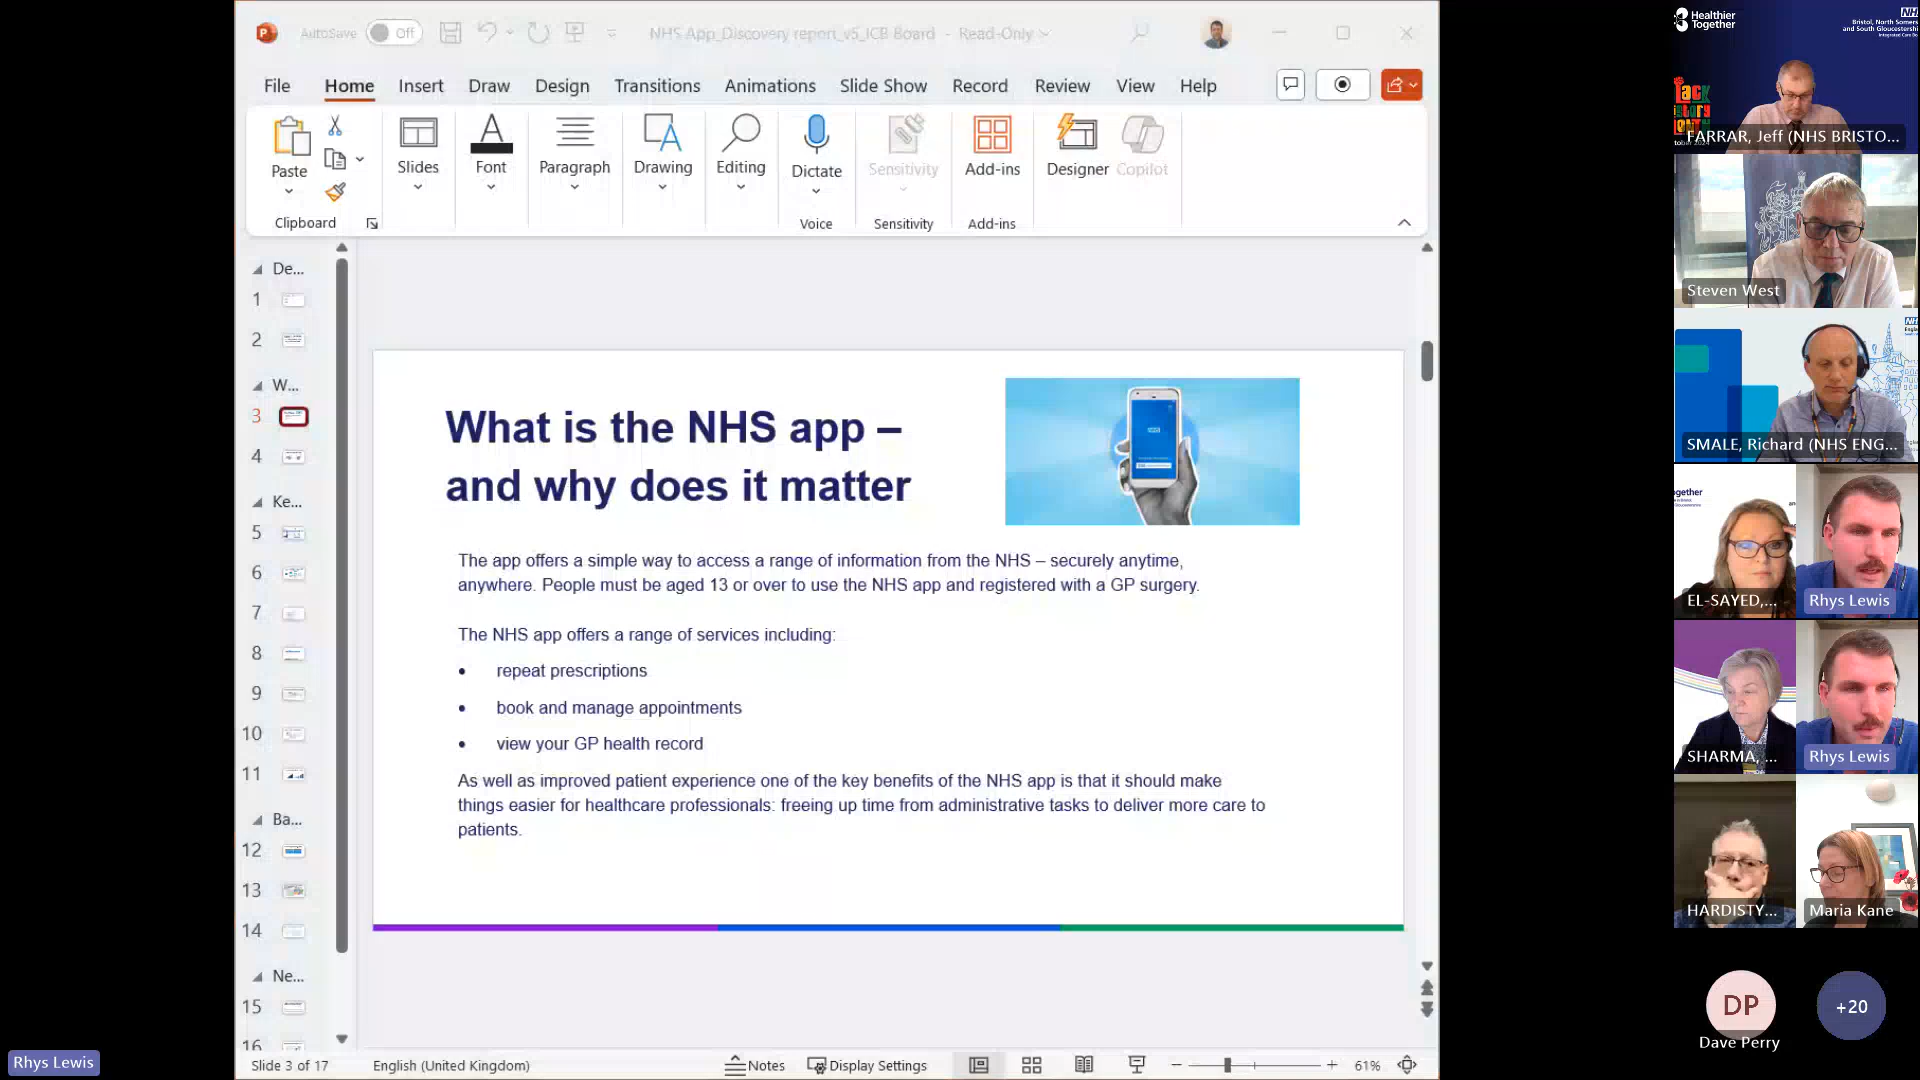 AutoSave
Off
NHS App_Discovery report_v5_ICB Board - Read-Only
File
Home
Insert
Draw
Design
Transitions
Animations
Slide Show
Record
Review
View
Help
Paste
Slides
Font
Paragraph
Drawing
Editing
Dictate
Sensitivity
Add-ins
Designer
Copilot
Clipboard
Voice
Sensitivity
Add-ins
De...
1
2
W...
3
4
Ke...
5
6
7
8
9
10
11
Ba...
12
13
14
Ne...
15
16
What is the NHS app –
and why does it matter
NHS
The app offers a simple way to access a range of information from the NHS – securely anytime,
anywhere. People must be aged 13 or over to use the NHS app and registered with a GP surgery.
The NHS app offers a range of services including:
• repeat prescriptions
• book and manage appointments
• view your GP health record
As well as improved patient experience one of the key benefits of the NHS app is that it should make
things easier for healthcare professionals: freeing up time from administrative tasks to deliver more care to
patients.
Slide 3 of 17
English (United Kingdom)
Notes
Display Settings
61%
Rhys Lewis
Healthier
Together
NH
Bristol, North Somers
and South Gloucestershi
FARRAR, Jeff (NHS BRISTO...
Steven West
SMALE, Richard (NHS ENG...
EL-SAYED,...
Rhys Lewis
SHARMA, ...
Rhys Lewis
HARDISTY...
Maria Kane
DP
Dave Perry
+20